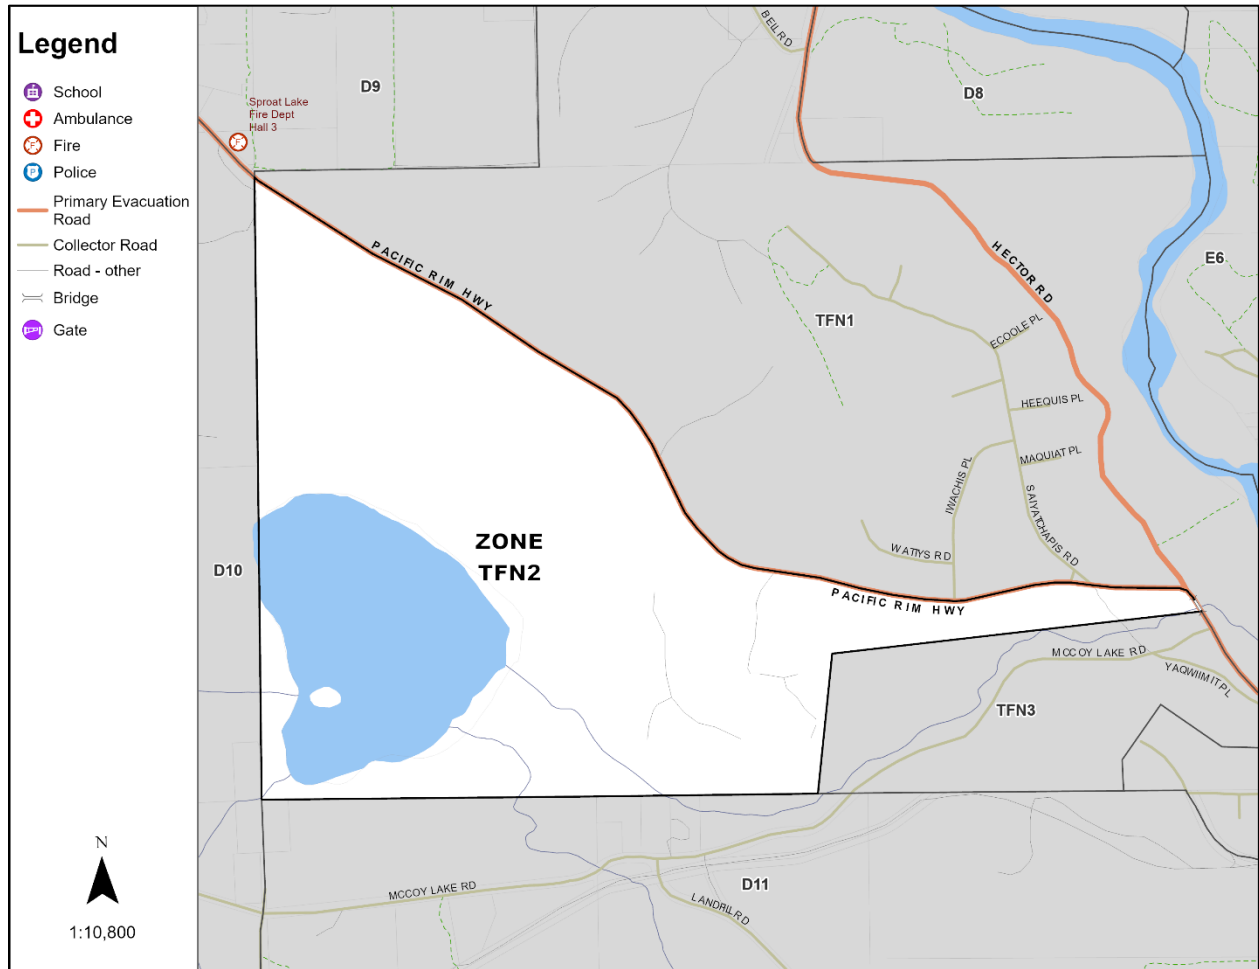 Legend
School
Ambulance
Fire
Police
Primary Evacuation
Road
Collector Road
Road - other
Bridge
Gate
N
1:10,800
BEIL RD
D9
D8
Sproat Lake
Fire Dept
Hall 3
PACIFIC RIM HWY
HECTOR RD
E6
TFN1
ECOOLE PL
HEEQUIS PL
MAQUIAT PL
IWACHIS PL
SAIYATCHAPIS RD
WATTYS RD
ZONE
TFN2
D10
PACIFIC RIM HWY
MCCOY LAKE RD
YAQWIIMIT PL
TFN3
MCCOY LAKE RD
D11
LANDRIL RD